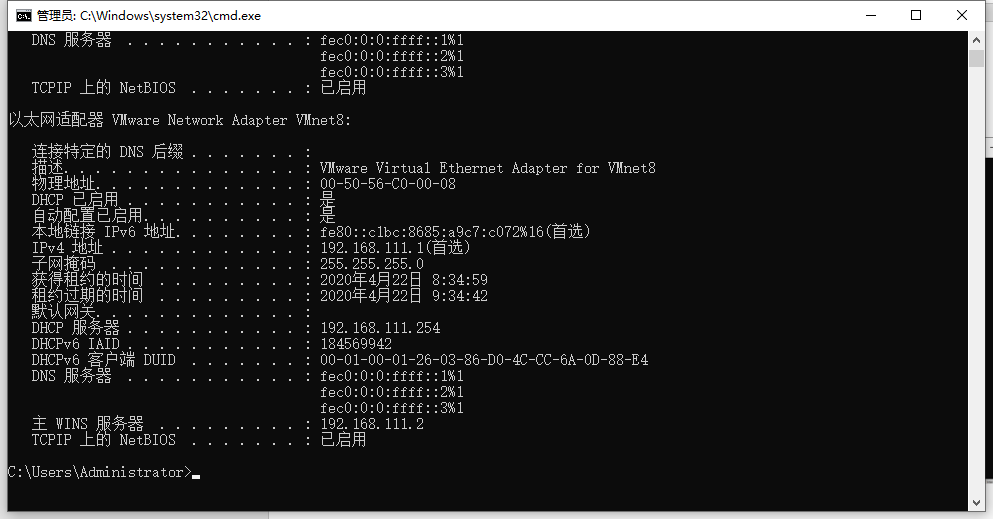 管理员: C:\Windows\system32\cmd.exe
DNS 服务器 . . . . . . . . . . . : fec0:0:0:ffff::1%1
fec0:0:0:ffff::2%1
fec0:0:0:ffff::3%1
TCPIP 上的 NetBIOS . . . . . . . : 已启用
以太网适配器 VMware Network Adapter VMnet8:
连接特定的 DNS 后缀 . . . . . . . :
描述. . . . . . . . . . . . . . . : VMware Virtual Ethernet Adapter for VMnet8
物理地址. . . . . . . . . . . . . : 00-50-56-C0-00-08
DHCP 已启用 . . . . . . . . . . . : 是
自动配置已启用. . . . . . . . . . : 是
本地链接 IPv6 地址. . . . . . . . : fe80::c1bc:8685:a9c7:c072%16(首选)
IPv4 地址 . . . . . . . . . . . . : 192.168.111.1(首选)
子网掩码 . . . . . . . . . . . . : 255.255.255.0
获得租约的时间 . . . . . . . . . : 2020年4月22日 8:34:59
租约过期的时间 . . . . . . . . . : 2020年4月22日 9:34:42
默认网关. . . . . . . . . . . . . :
DHCP 服务器 . . . . . . . . . . . : 192.168.111.254
DHCPv6 IAID . . . . . . . . . . . : 184569942
DHCPv6 客户端 DUID . . . . . . . : 00-01-00-01-26-03-86-D0-4C-CC-6A-0D-88-E4
DNS 服务器 . . . . . . . . . . . : fec0:0:0:ffff::1%1
fec0:0:0:ffff::2%1
fec0:0:0:ffff::3%1
主 WINS 服务器 . . . . . . . . . : 192.168.111.2
TCPIP 上的 NetBIOS . . . . . . . : 已启用
C:\Users\Administrator>